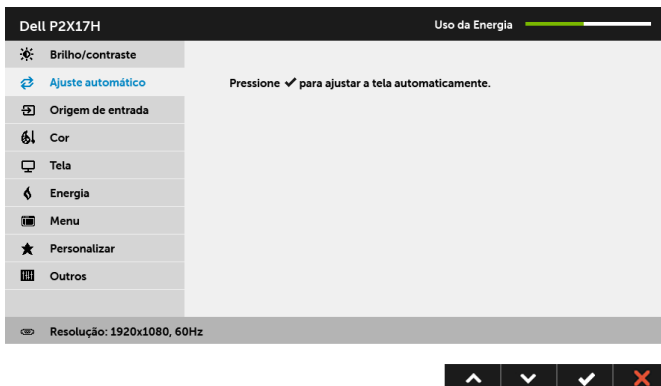 Dell P2X17H Uso da Energia
Brilho/contraste
Ajuste automático
Pressione ✓ para ajustar a tela automaticamente.
Origem de entrada
Cor
Tela
Energia
Menu
Personalizar
Outros
Resolução: 1920x1080, 60Hz